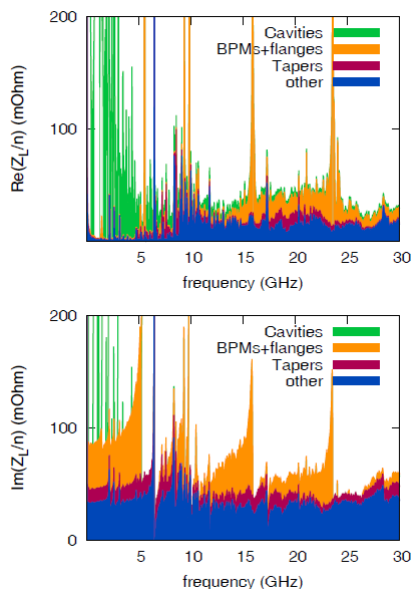 200
100
Re(Z_L/n) (mOhm)
Cavities
BPMs+flanges
Tapers
other
5 10 15 20 25 30
frequency (GHz)
200
100
0
Im(Z_L/n) (mOhm)
Cavities
BPMs+flanges
Tapers
other
5 10 15 20 25 30
frequency (GHz)